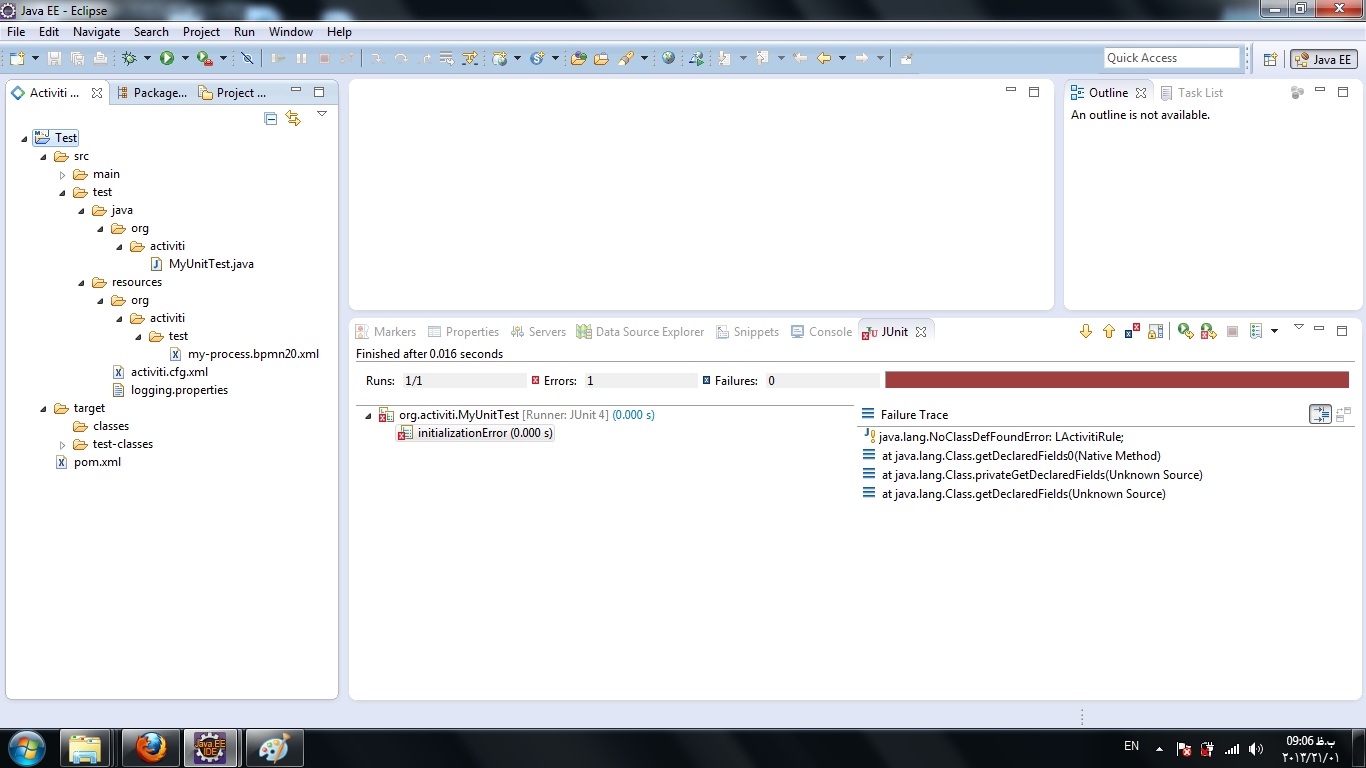 Java EE - Eclipse
File Edit Navigate Search Project Run Window Help
Quick Access
Java EE
Activiti ...
Package...
Project ...
Test
src
main
test
java
org
activiti
MyUnitTest.java
resources
org
activiti
test
my-process.bpmn20.xml
activiti.cfg.xml
logging.properties
target
classes
test-classes
pom.xml
Outline
Task List
An outline is not available.
Markers Properties Servers Data Source Explorer Snippets Console JUnit
Finished after 0.016 seconds
Runs: 1/1 Errors: 1 Failures: 0
org.activiti.MyUnitTest [Runner: JUnit 4] (0.000 s)
initializationError (0.000 s)
Failure Trace
java.lang.NoClassDefFoundError: LActivitiRule;
at java.lang.Class.getDeclaredFields0(Native Method)
at java.lang.Class.privateGetDeclaredFields(Unknown Source)
at java.lang.Class.getDeclaredFields(Unknown Source)
Java EE
IDE
EN
09:06 ب.ظ
٢٠١٣/٢١/٠١